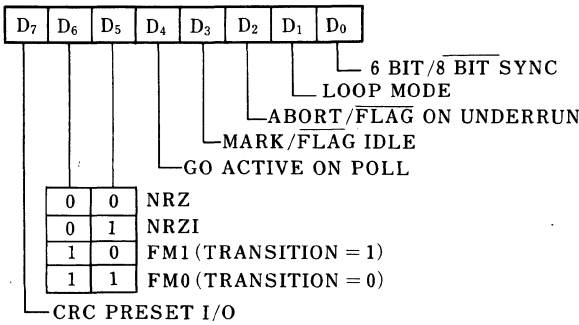 D7 D6 D5 D4 D3 D2 D1 D0
6 BIT/8 BIT SYNC
LOOP MODE
ABORT/FLAG ON UNDERRUN
MARK/FLAG IDLE
GO ACTIVE ON POLL
0 0 NRZ
0 1 NRZI
1 0 FM1(TRANSITION = 1)
1 1 FM0(TRANSITION = 0)
CRC PRESET I/O